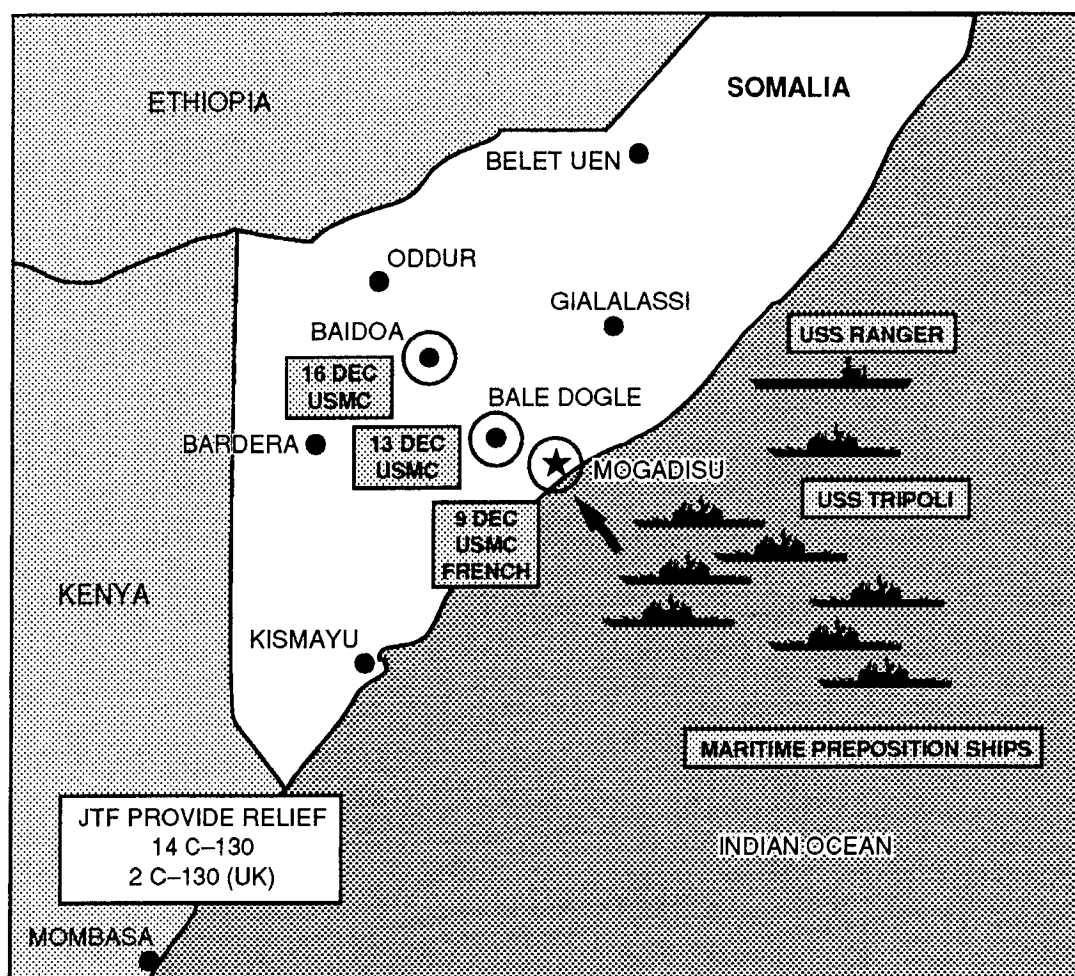 SOMALIA
ETHIOPIA
BELET UEN
ODDUR
GIALALASSI
BAIDOA
USS RANGER
16 DEC
USMC
BALE DOGLE
BARDERA
13 DEC
USMC
MOGADISU
USS TRIPOLI
9 DEC
USMC
FRENCH
KENYA
KISMAYU
MARITIME PREPOSITION SHIPS
JTF PROVIDE RELIEF
14 C–130
2 C–130 (UK)
INDIAN OCEAN
MOMBASA